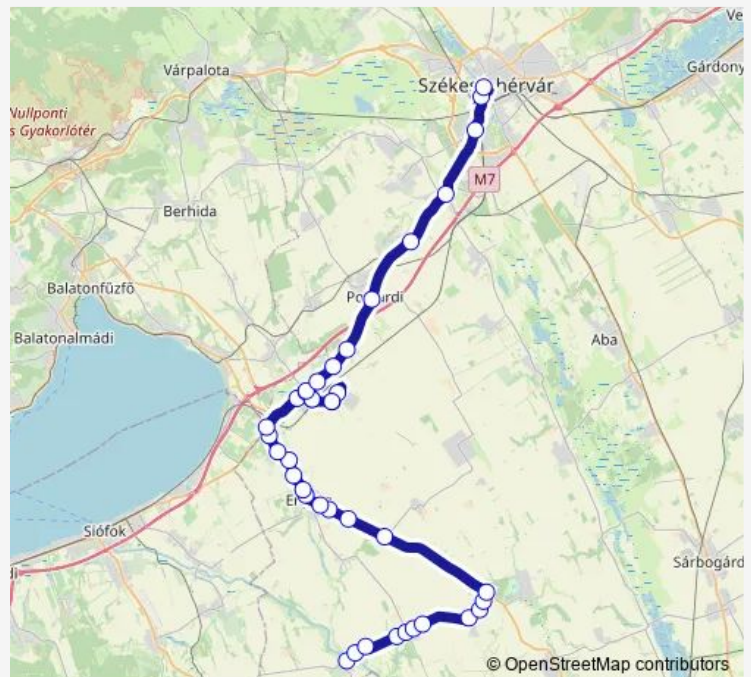 Ve
Várpalota
Gárdony
Székesfehérvár
Nullponti
s Gyakorlótér
M7
Berhida
Balatonfűzfő
Balatonalmádi
Aba
Siófok
Sárbogárd
© OpenStreetMap contributors